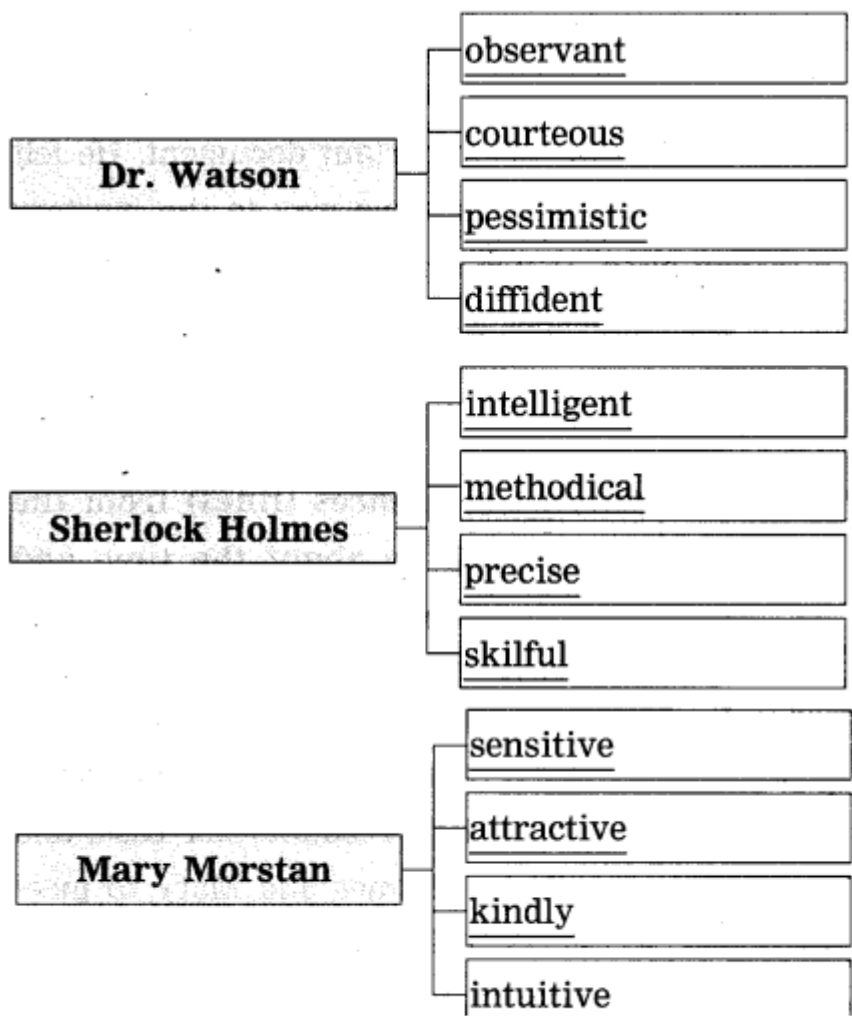 observant
courteous
Dr. Watson
pessimistic
diffident
intelligent
methodical
Sherlock Holmes
precise
skilful
sensitive
attractive
Mary Morstan
kindly
intuitive